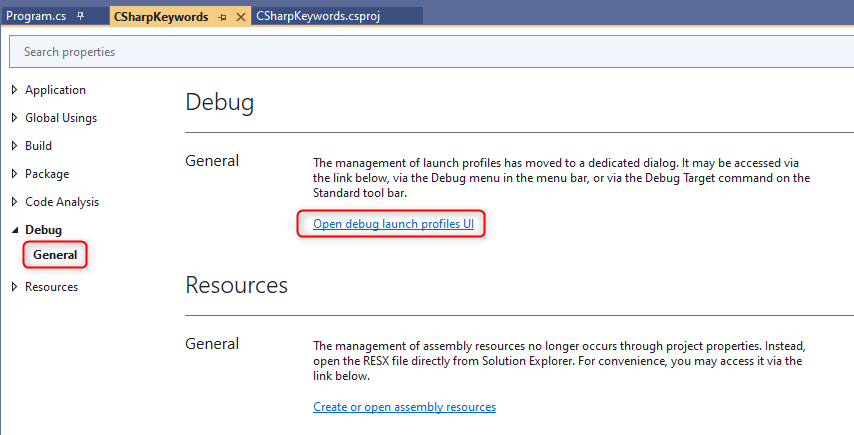 Program.cs
CSharpKeywords
CSharpKeywords.csproj
Search properties
Application
Global Usings
Build
Package
Code Analysis
Debug
General
Resources
Debug
General
The management of launch profiles has moved to a dedicated dialog. It may be accessed via
the link below, via the Debug menu in the menu bar, or via the Debug Target command on the
Standard tool bar.
Open debug launch profiles UI
Resources
General
The management of assembly resources no longer occurs through project properties. Instead,
open the RESX file directly from Solution Explorer. For convenience, you may access it via the
link below.
Create or open assembly resources